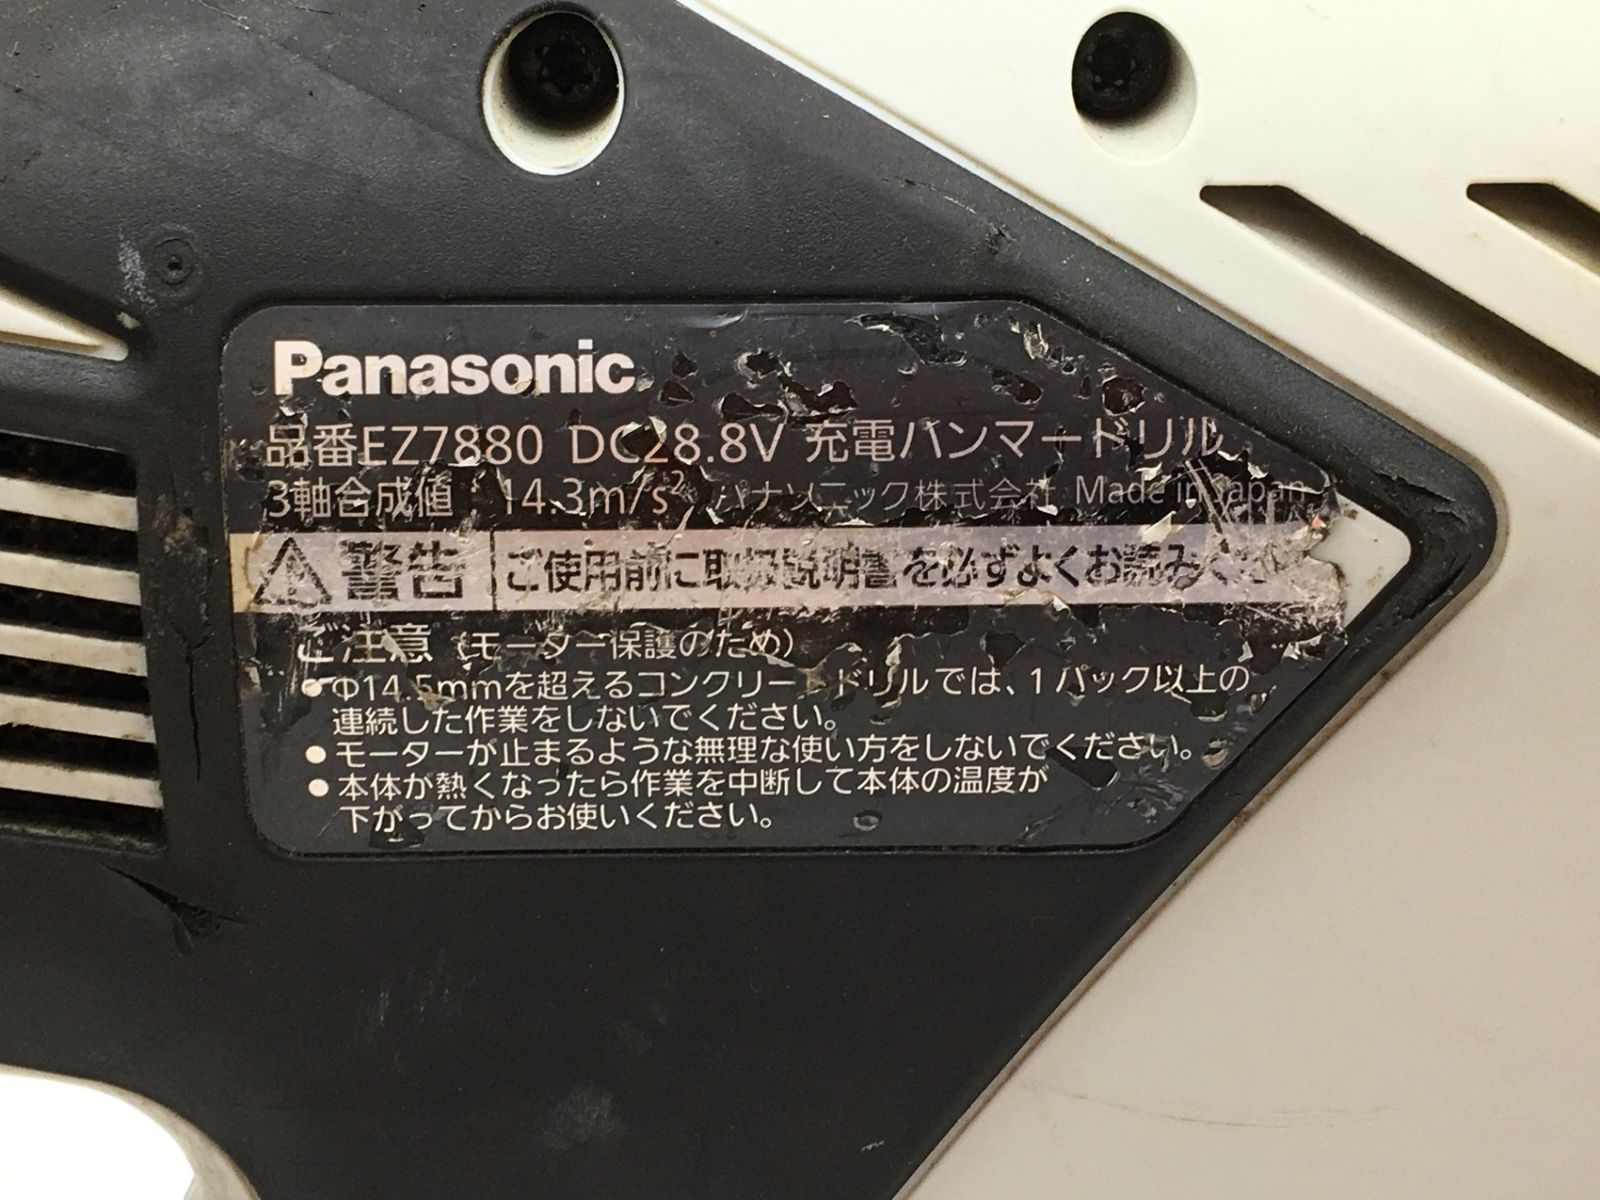 Panasonic
品番EZ7880 DC28.8V 充電ハンマードリル
3軸合成値：14.3m/s² パナソニック株式会社 Made in Japan
警告 ご使用前に取扱説明書を必ずよくお読みくだ
ご注意（モーター保護のため）
●Φ14.5mmを超えるコンクリートドリルでは、1パック以上の
連続した作業をしないでください。
●モーターが止まるような無理な使い方をしないでください。
●本体が熱くなったら作業を中断して本体の温度が
下がってからお使いください。